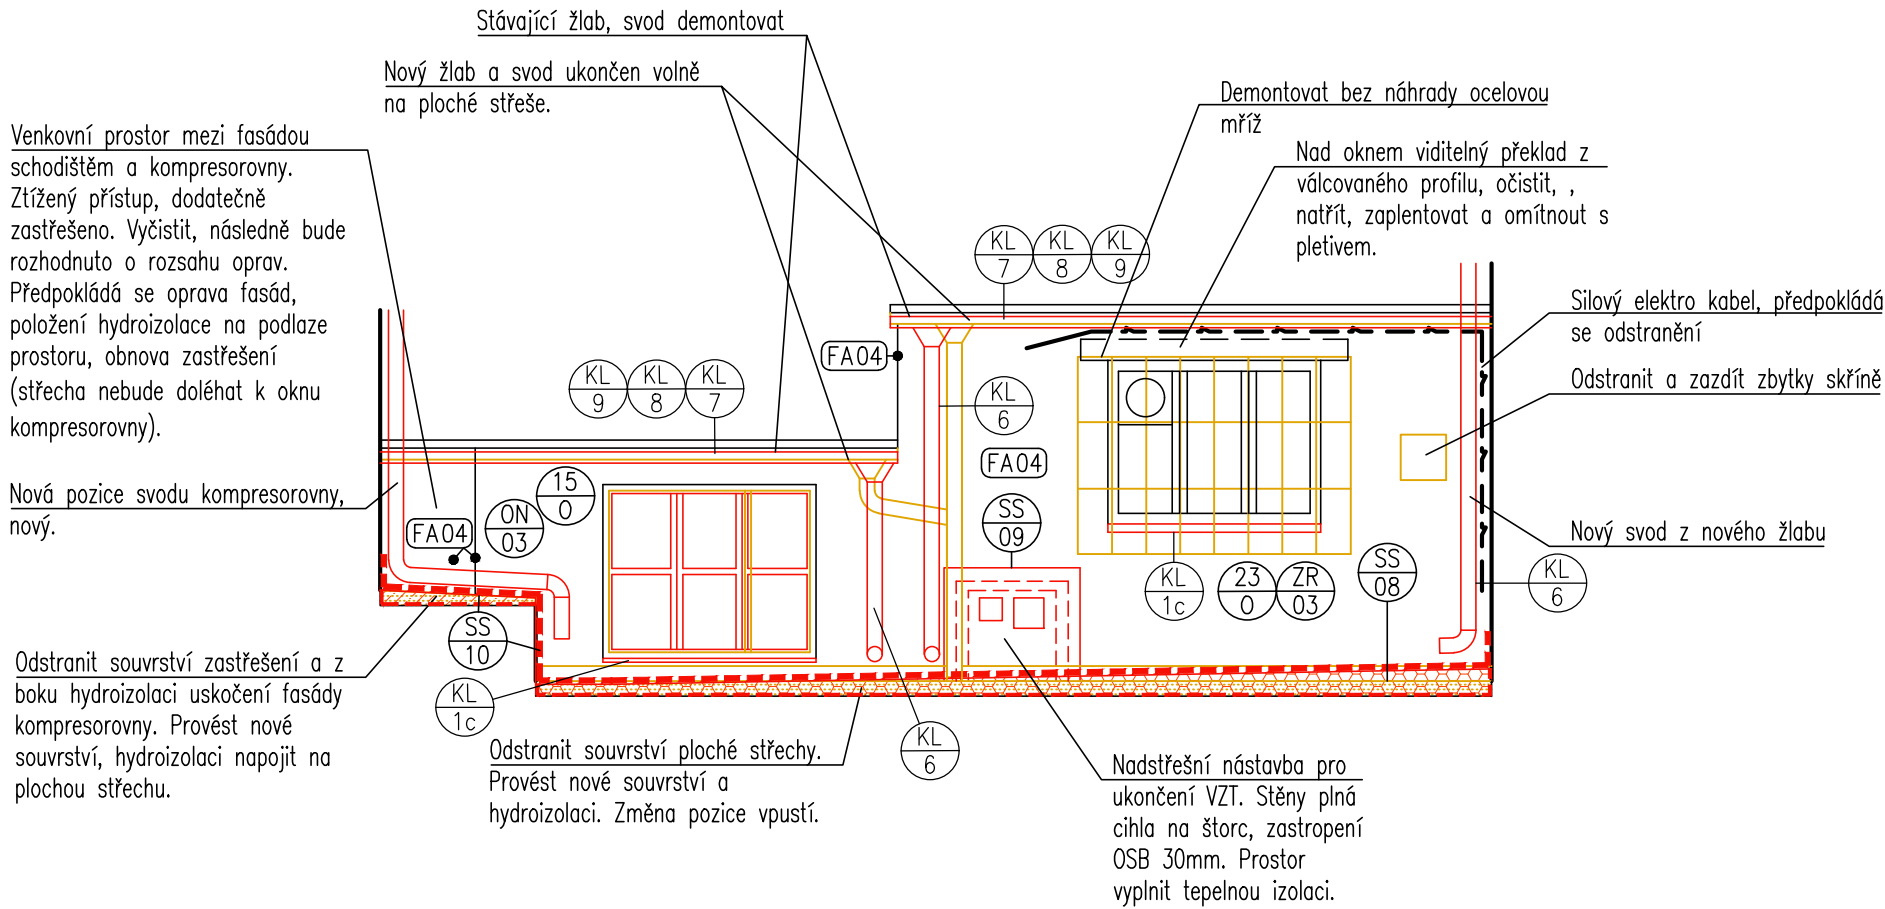 Stávající žlab, svod demontovat
Nový žlab a svod ukončen volně
na ploché střeše.
Demontovat bez náhrady ocelovou
mříž
Venkovní prostor mezi fasádou
schodištěm a kompresorovny.
Ztížený přístup, dodatečně
zastřešeno. Vyčistit, následně bude
rozhodnuto o rozsahu oprav.
Předpokládá se oprava fasád,
položení hydroizolace na podlaze
prostoru, obnova zastřešení
(střecha nebude doléhat k oknu
kompresorovny).
Nad oknem viditelný překlad z
válcovaného profilu, očistit, ,
natřít, zaplentovat a omítnout s
pletivem.
KL
7
KL
8
KL
9
Silový elektro kabel, předpokládá
se odstranění
FA04
KL
9
KL
8
KL
7
KL
6
Odstranit a zazdít zbytky skříně
FA04
Nová pozice svodu kompresorovny,
nový.
15
0
ON
03
FA04
SS
09
Nový svod z nového žlabu
SS
08
KL
1c
23
0
ZR
03
KL
6
SS
10
Odstranit souvrství zastřešení a z
boku hydroizolaci uskočení fasády
kompresorovny. Provést nové
souvrství, hydroizolaci napojit na
plochou střechu.
KL
1c
Odstranit souvrství ploché střechy.
Provést nové souvrství a
hydroizolaci. Změna pozice vpustí.
KL
6
Nadstřešní nástavba pro
ukončení VZT. Stěny plná
cihla na štorc, zastropení
OSB 30mm. Prostor
vyplnit tepelnou izolaci.